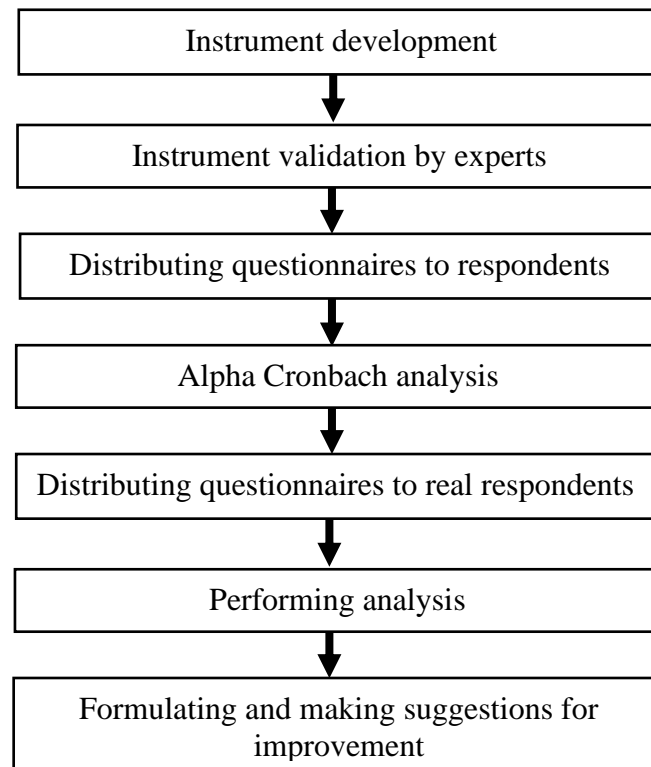 Instrument development
Instrument validation by experts
Distributing questionnaires to respondents
Alpha Cronbach analysis
Distributing questionnaires to real respondents
Performing analysis
Formulating and making suggestions for
improvement